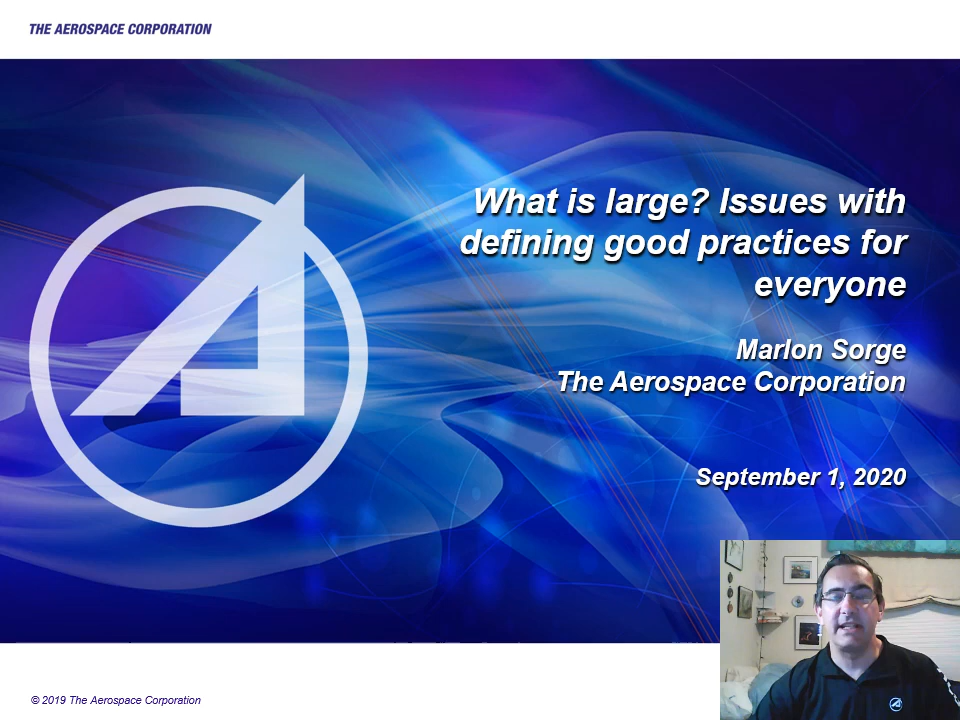 THE AEROSPACE CORPORATION
What is large? Issues with
defining good practices for
everyone
Marlon Sorge
The Aerospace Corporation
September 1, 2020
© 2019 The Aerospace Corporation